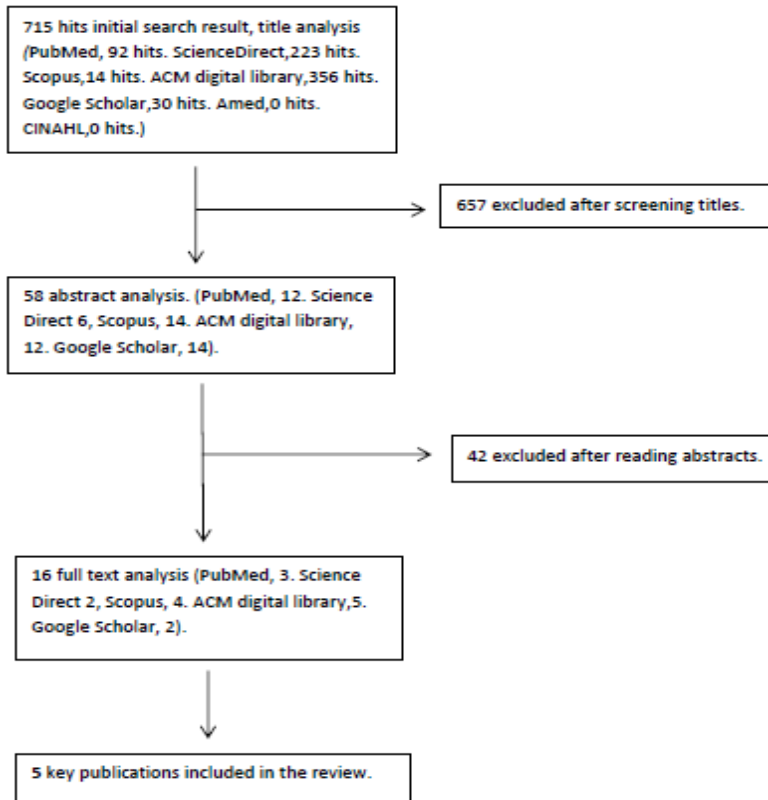 715 hits initial search result, title analysis
(PubMed, 92 hits. ScienceDirect,223 hits.
Scopus,14 hits. ACM digital library,356 hits.
Google Scholar,30 hits. Amed,0 hits.
CINAHL,0 hits.)
657 excluded after screening titles.
58 abstract analysis. (PubMed, 12. Science
Direct 6, Scopus, 14. ACM digital library,
12. Google Scholar, 14).
42 excluded after reading abstracts.
16 full text analysis (PubMed, 3. Science
Direct 2, Scopus, 4. ACM digital library,5.
Google Scholar, 2).
5 key publications included in the review.